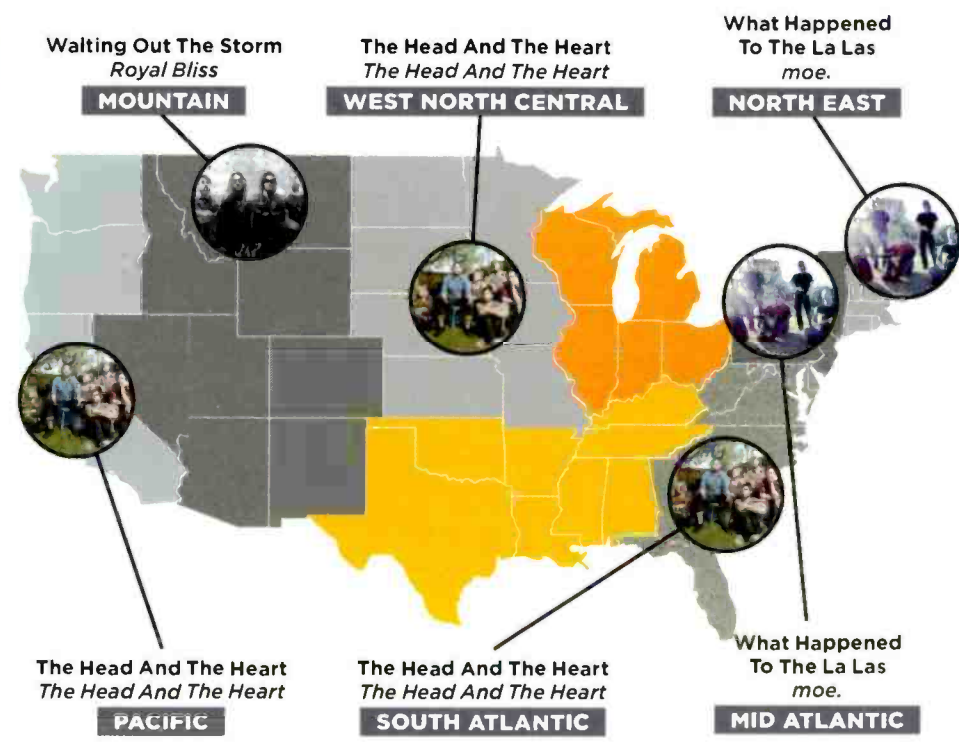 Waiting Out The Storm
Royal Bliss
MOUNTAIN
The Head And The Heart
The Head And The Heart
WEST NORTH CENTRAL
What Happened
To The La Las
moe.
NORTH EAST
The Head And The Heart
The Head And The Heart
PACIFIC
The Head And The Heart
The Head And The Heart
SOUTH ATLANTIC
What Happened
To The La Las
moe.
MID ATLANTIC